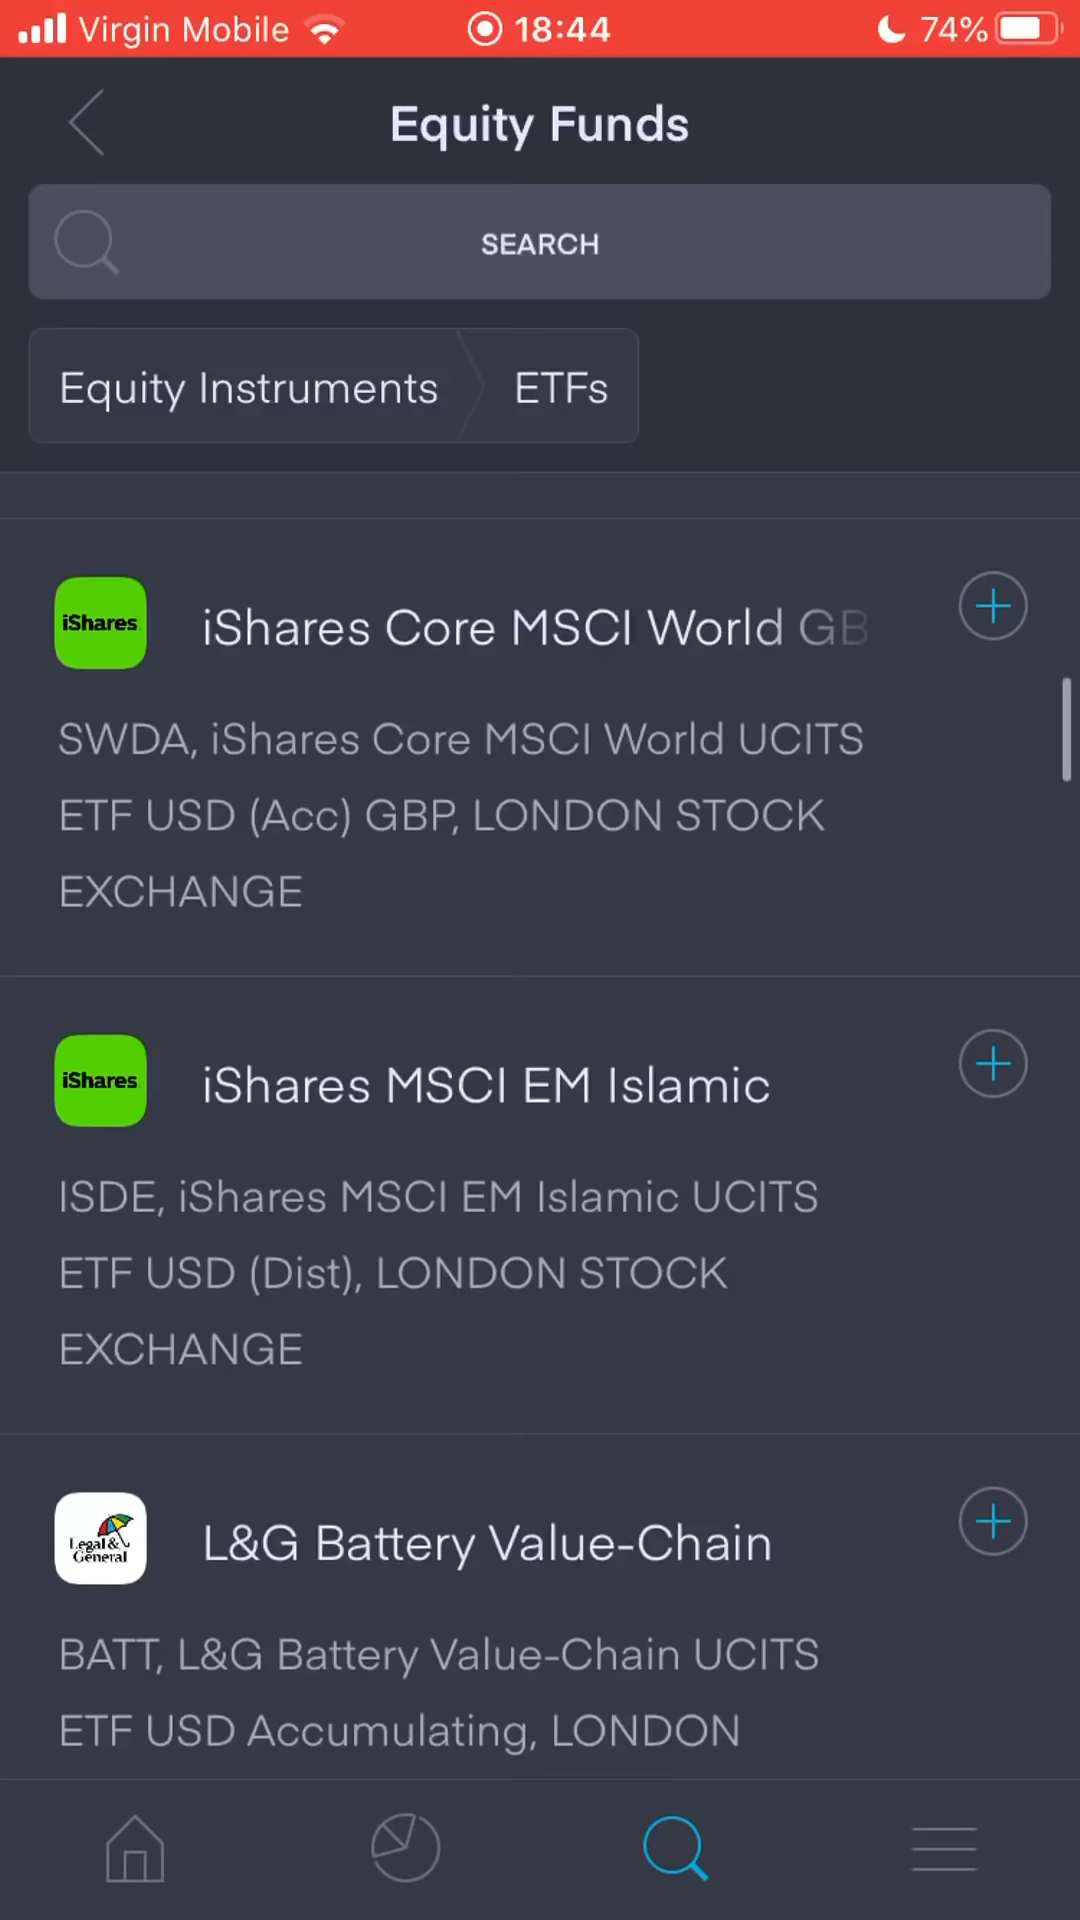 Virgin Mobile 18:44 74%
Equity Funds
SEARCH
Equity Instruments ETFs
iShares iShares Core MSCI World GB
SWDA, iShares Core MSCI World UCITS
ETF USD (Acc) GBP, LONDON STOCK
EXCHANGE
iShares iShares MSCI EM Islamic
ISDE, iShares MSCI EM Islamic UCITS
ETF USD (Dist), LONDON STOCK
EXCHANGE
Legal &
General
L&G Battery Value-Chain
BATT, L&G Battery Value-Chain UCITS
ETF USD Accumulating, LONDON